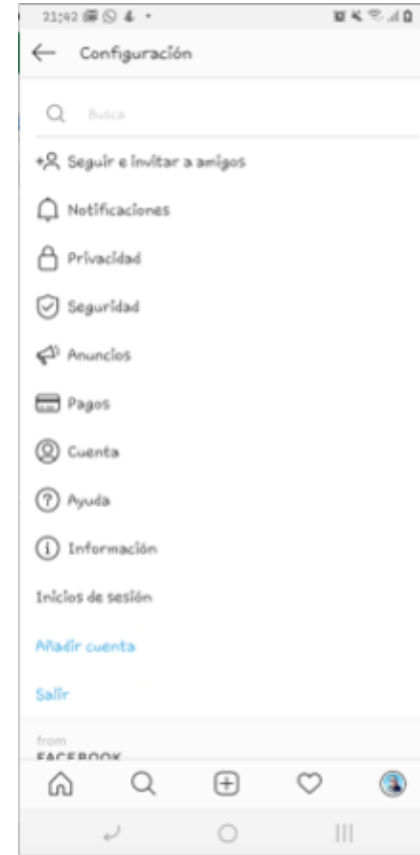 21:42
Configuración
Busca
Seguir e invitar a amigos
Notificaciones
Privacidad
Seguridad
Anuncios
Pagos
Cuenta
Ayuda
Información
Inicios de sesión
Añadir cuenta
Salir
from
FACEBOOK